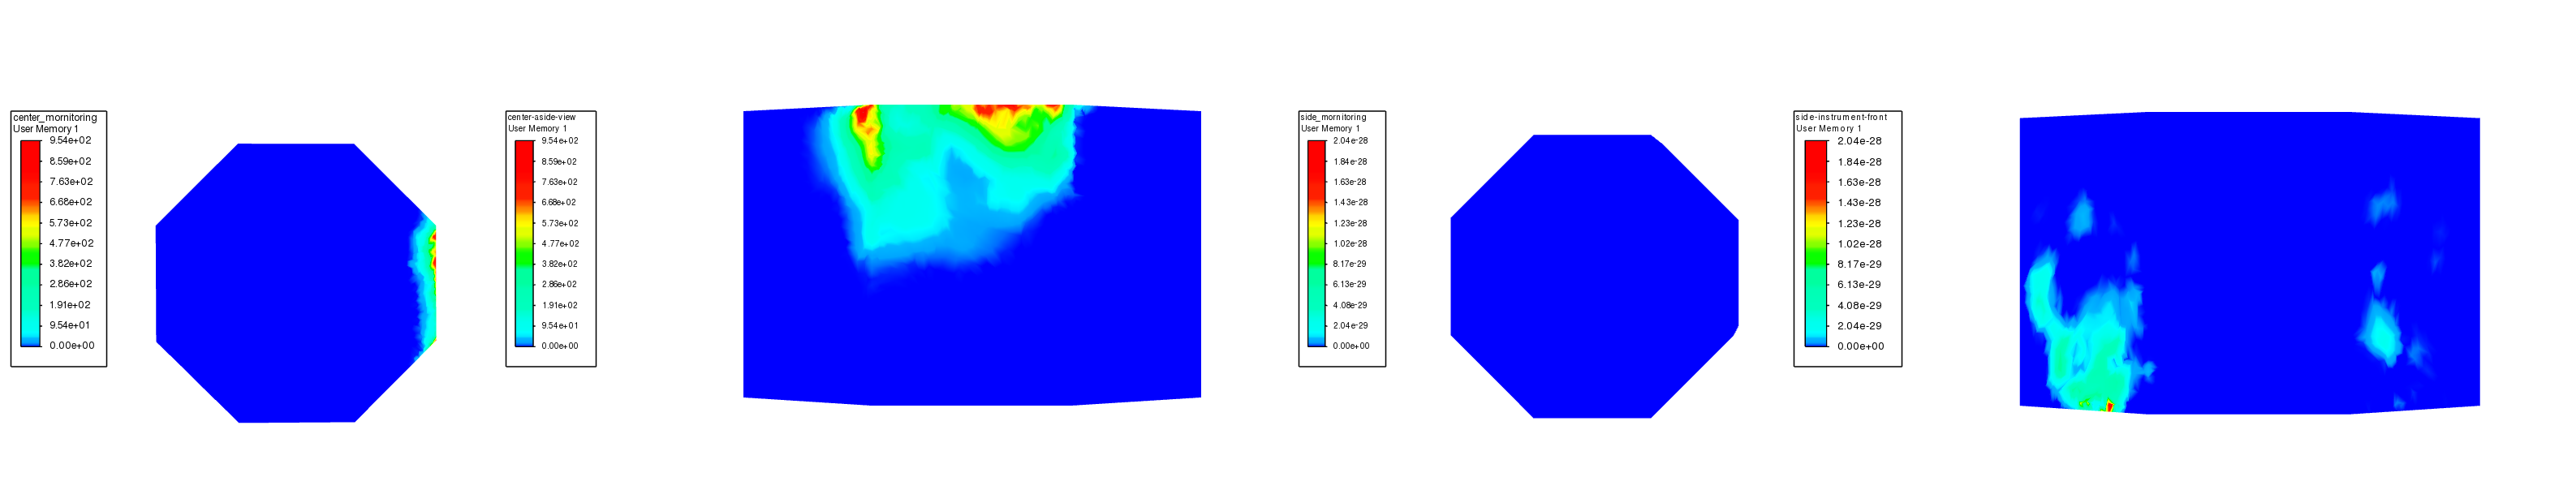 center_mornitoring
User Memory 1
9.54e+02
8.59e+02
7.63e+02
6.68e+02
5.73e+02
4.77e+02
3.82e+02
2.86e+02
1.91e+02
9.54e+01
0.00e+00
center-aside-view
User Memory 1
9.54e+02
8.59e+02
7.63e+02
6.68e+02
5.73e+02
4.77e+02
3.82e+02
2.86e+02
1.91e+02
9.54e+01
0.00e+00
side_mornitoring
User Memory 1
2.04e-28
1.84e-28
1.63e-28
1.43e-28
1.23e-28
1.02e-28
8.17e-29
6.13e-29
4.08e-29
2.04e-29
0.00e+00
side-instrument-front
User Memory 1
2.04e-28
1.84e-28
1.63e-28
1.43e-28
1.23e-28
1.02e-28
8.17e-29
6.13e-29
4.08e-29
2.04e-29
0.00e+00